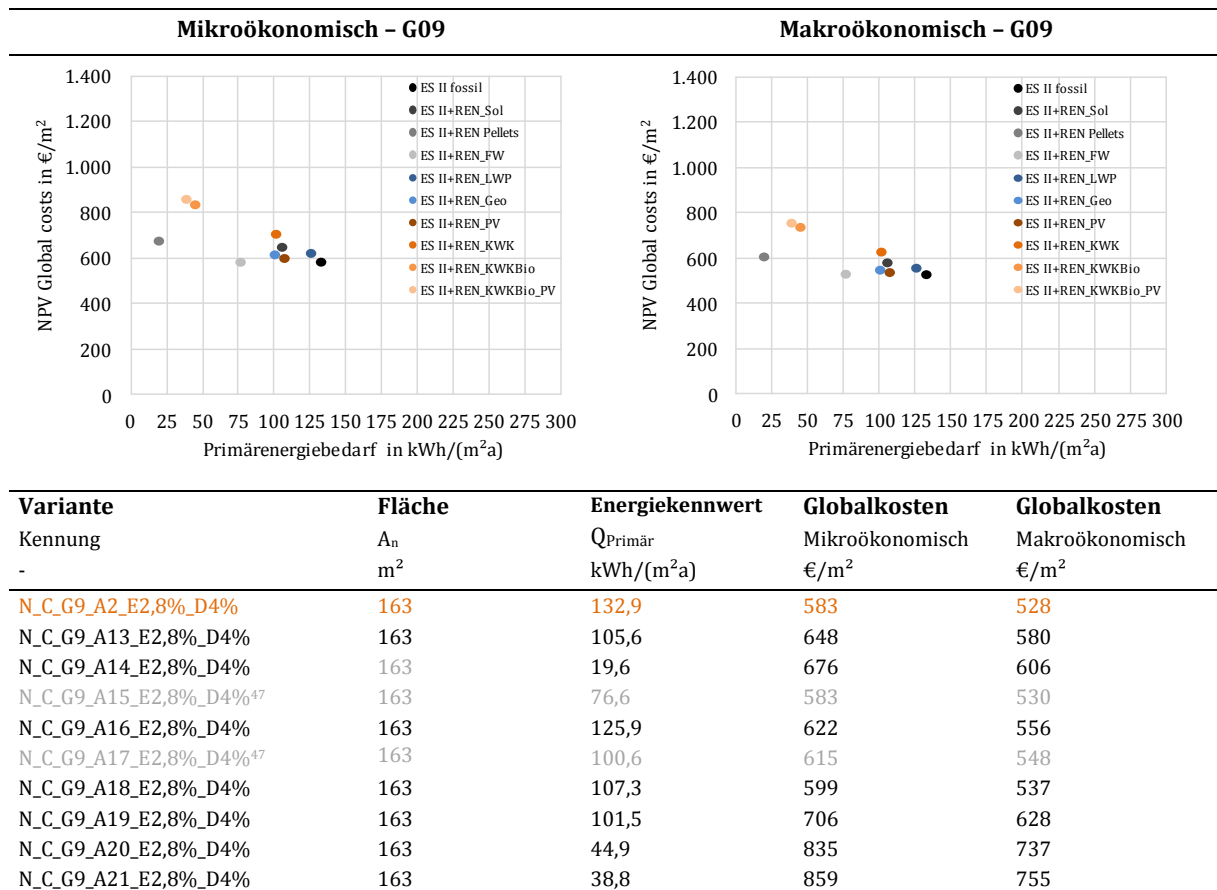 Mikroökonomisch – G09
Makroökonomisch – G09
1.400
1.200
1.000
800
600
400
200
0
NPV Global costs in €/m²
ES II fossil
ES II+REN_Sol
ES II+REN Pellets
ES II+REN_FW
ES II+REN_LWP
ES II+REN_Geo
ES II+REN_PV
ES II+REN_KWK
ES II+REN_KWKBio
ES II+REN_KWKBio_PV
0 25 50 75 100 125 150 175 200 225 250 275 300
Primärenergiebedarf in kWh/(m²a)
1.400
1.200
1.000
800
600
400
200
0
NPV Global costs in €/m²
ES II fossil
ES II+REN_Sol
ES II+REN Pellets
ES II+REN_FW
ES II+REN_LWP
ES II+REN_Geo
ES II+REN_PV
ES II+REN_KWK
ES II+REN_KWKBio
ES II+REN_KWKBio_PV
0 25 50 75 100 125 150 175 200 225 250 275 300
Primärenergiebedarf in kWh/(m²a)
Variante Fläche Energiekennwert Globalkosten Globalkosten
Kennung An QPrimär Mikroökonomisch Makroökonomisch
- m² kWh/(m²a) €/m² €/m²
N_C_G9_A2_E2,8%_D4% 163 132,9 583 528
N_C_G9_A13_E2,8%_D4% 163 105,6 648 580
N_C_G9_A14_E2,8%_D4% 163 19,6 676 606
N_C_G9_A15_E2,8%_D4%⁴⁷ 163 76,6 583 530
N_C_G9_A16_E2,8%_D4% 163 125,9 622 556
N_C_G9_A17_E2,8%_D4%⁴⁷ 163 100,6 615 548
N_C_G9_A18_E2,8%_D4% 163 107,3 599 537
N_C_G9_A19_E2,8%_D4% 163 101,5 706 628
N_C_G9_A20_E2,8%_D4% 163 44,9 835 737
N_C_G9_A21_E2,8%_D4% 163 38,8 859 755